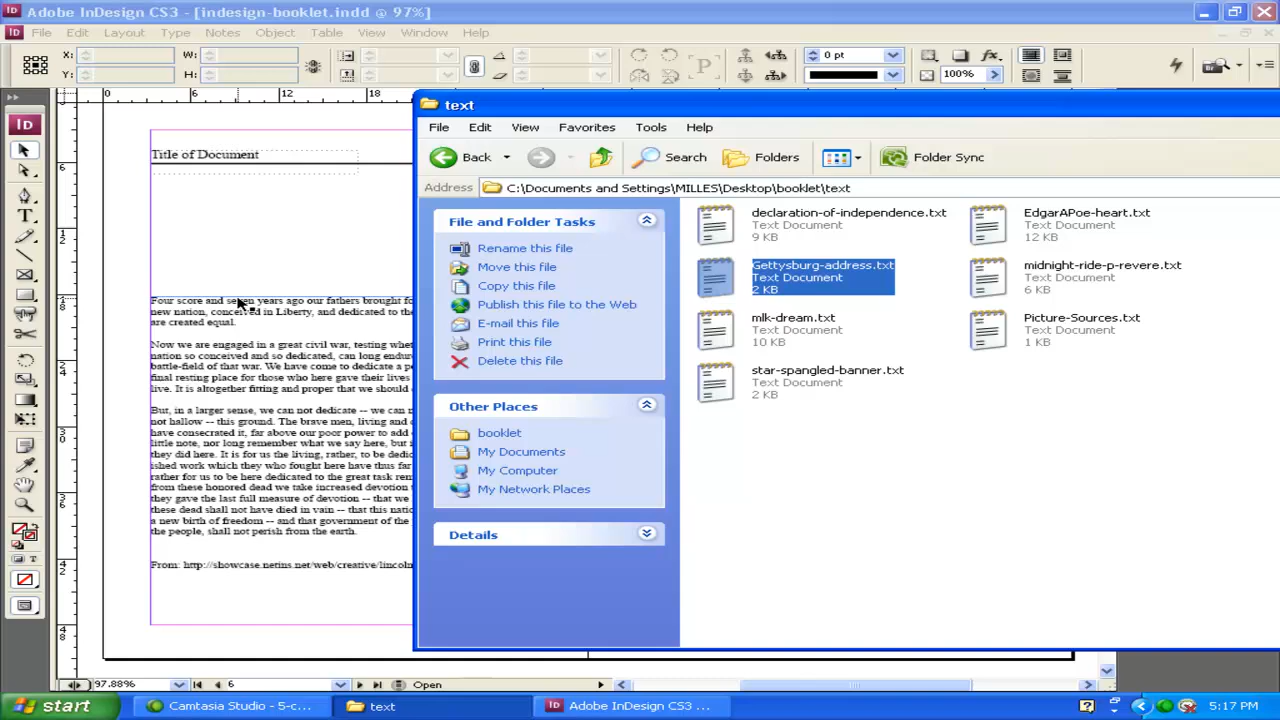 Adobe InDesign CS3 - [indesign-booklet.indd @ 97%]
File Edit Layout Type Notes Object Table View Window Help
X: W: 0 pt
Y: H: 100%
0 6 12 18
Title of Document
Four score and seven years ago our fathers brought fo
new nation, conceived in Liberty, and dedicated to the
are created equal.
Now we are engaged in a great civil war, testing whet
nation so conceived and so dedicated, can long endur
battle-field of that war. We have come to dedicate a p
final resting place for those who here gave their lives
live. It is altogether fitting and proper that we should
But, in a larger sense, we can not dedicate -- we can n
not hallow -- this ground. The brave men, living and
have consecrated it, far above our poor power to add
little note, nor long remember what we say here, but
they did here. It is for us the living, rather, to be dedic
ished work which they who fought here have thus far
rather for us to be here dedicated to the great task rem
from these honored dead we take increased devotion
they gave the last full measure of devotion -- that we
these dead shall not have died in vain -- that this natio
a new birth of freedom -- and that government of the
the people, shall not perish from the earth.
From: http://showcase.netins.net/web/creative/lincoln
97.88% 6 Open
text
File Edit View Favorites Tools Help
Back Search Folders Folder Sync
Address C:\Documents and Settings\MILLES\Desktop\booklet\text
File and Folder Tasks
Rename this file
Move this file
Copy this file
Publish this file to the Web
E-mail this file
Print this file
Delete this file
Other Places
booklet
My Documents
My Computer
My Network Places
Details
declaration-of-independence.txt
Text Document
9 KB
EdgarAPoe-heart.txt
Text Document
12 KB
Gettysburg-address.txt
Text Document
2 KB
midnight-ride-p-revere.txt
Text Document
6 KB
mlk-dream.txt
Text Document
10 KB
Picture-Sources.txt
Text Document
1 KB
star-spangled-banner.txt
Text Document
2 KB
start Camtasia Studio - 5-c... text Adobe InDesign CS3 ... 5:17 PM